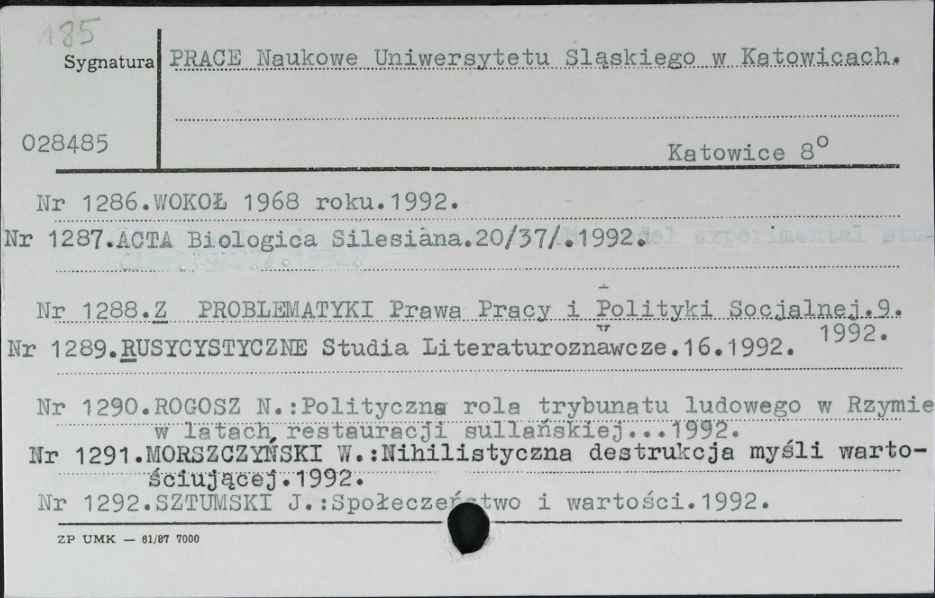 185
Sygnatura
PRACE Naukowe Uniwersytetu Sląskiego w Katowicach.
028485
Katowice 8⁰
Nr 1286.WOKOŁ 1968 roku.1992.
Nr 1287.ACTA Biologica Silesiana.20/37/.1992.
Nr 1288.Z PROBLEMATYKI Prawa Pracy i Polityki Socjalnej.9.
1992.
Nr 1289.RUSYCYSTYCZNE Studia Literaturoznawcze.16.1992.
Nr 1290.ROGOSZ N.:Polityczna rola trybunatu ludowego w Rzymie
w latach restauracji sullańskiej...1992.
Nr 1291.MORSZCZYŃSKI W.:Nihilistyczna destrukcja myśli warto-
ściującej.1992.
Nr 1292.SZTUMSKI J.:Społeczeństwo i wartości.1992.
ZP UMK — 61/87 7000